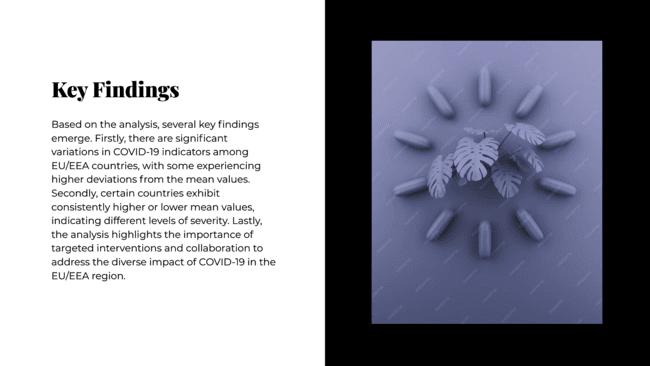 Key Findings
Based on the analysis, several key findings
emerge. Firstly, there are significant
variations in COVID-19 indicators among
EU/EEA countries, with some experiencing
higher deviations from the mean values.
Secondly, certain countries exhibit
consistently higher or lower mean values,
indicating different levels of severity. Lastly,
the analysis highlights the importance of
targeted interventions and collaboration to
address the diverse impact of COVID-19 in the
EU/EEA region.